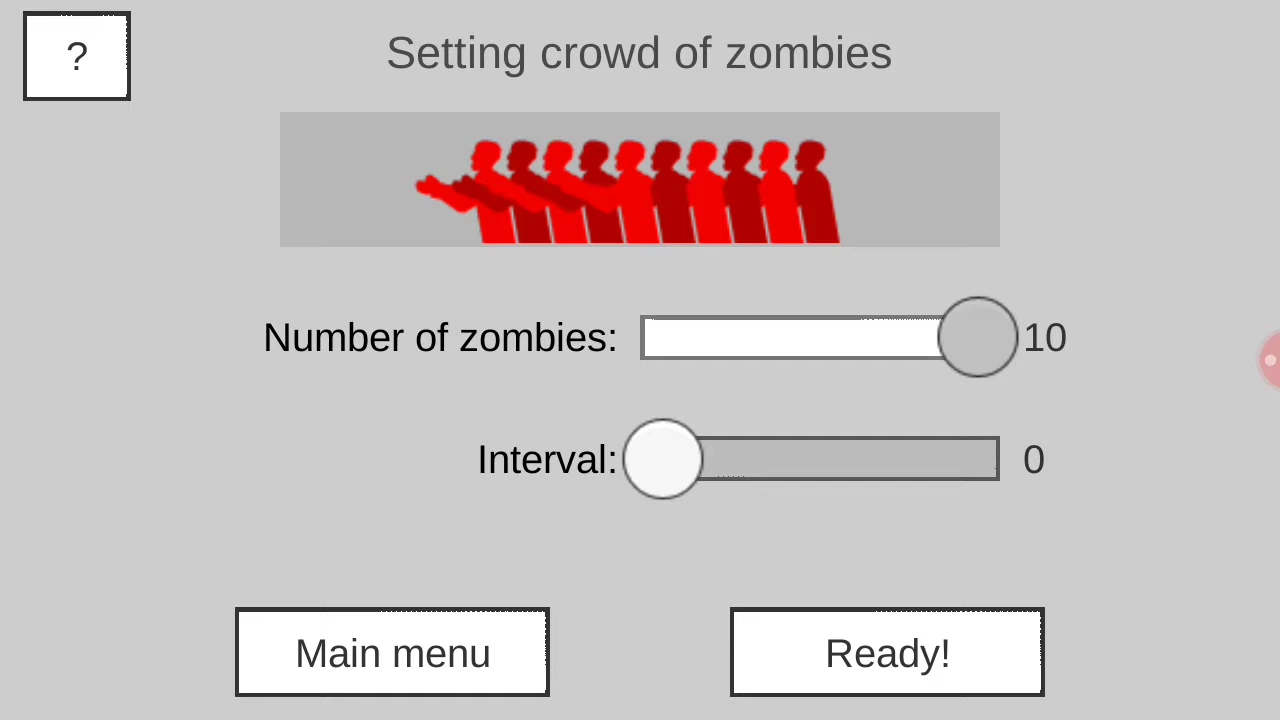 ?
Setting crowd of zombies
Number of zombies: 10
Interval: 0
Main menu
Ready!